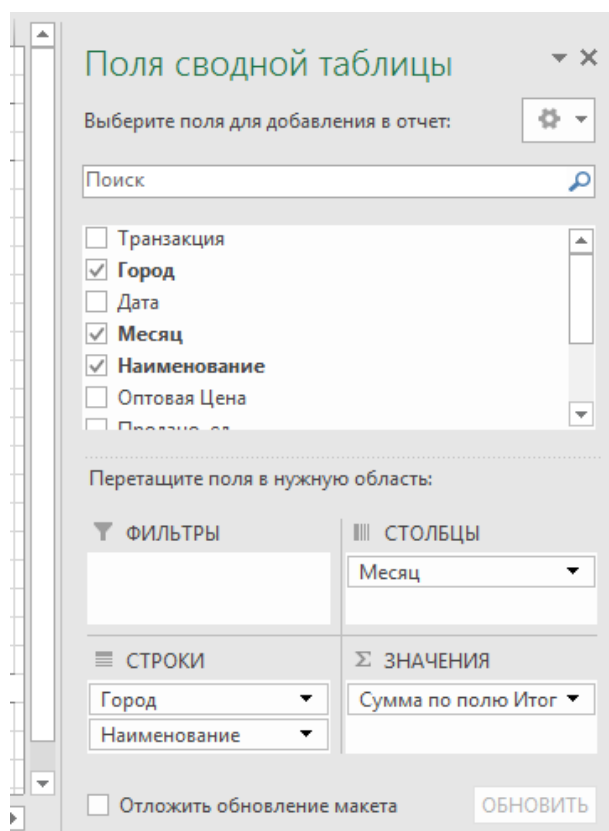 Поля сводной таблицы
Выберите поля для добавления в отчет:
Поиск
Транзакция
Город
Дата
Месяц
Наименование
Оптовая Цена
Перетащите поля в нужную область:
ФИЛЬТРЫ
СТОЛБЦЫ
Месяц
СТРОКИ
Σ ЗНАЧЕНИЯ
Город
Сумма по полю Итог
Наименование
Отложить обновление макета
ОБНОВИТЬ